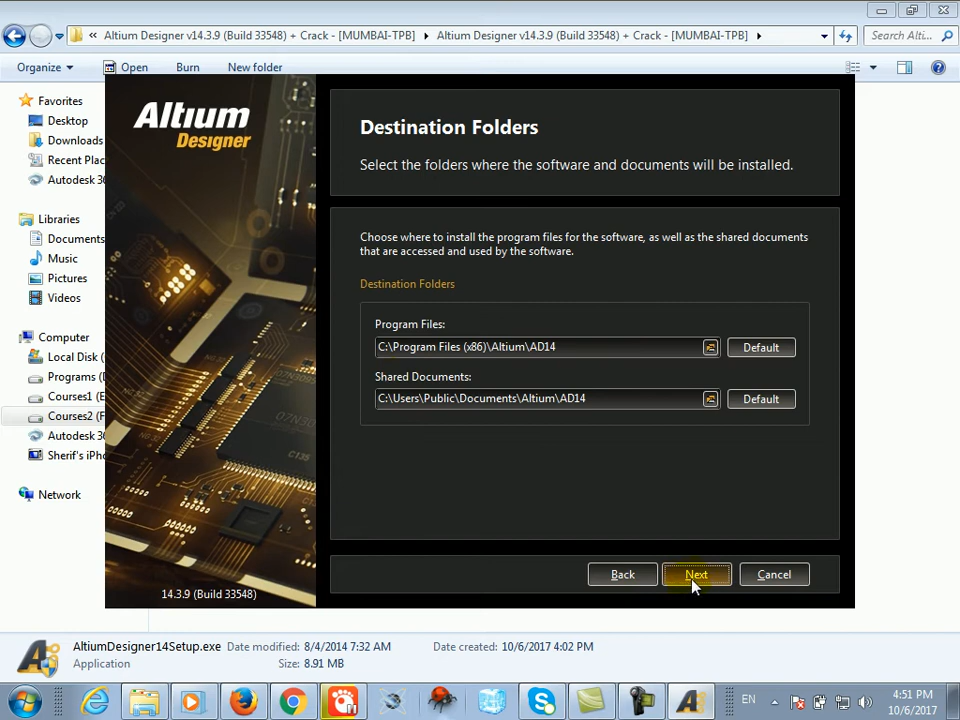 « Altium Designer v14.3.9 (Build 33548) + Crack - [MUMBAI-TPB] Altium Designer v14.3.9 (Build 33548) + Crack - [MUMBAI-TPB]
Search Alti...
Organize Open Burn New folder
Favorites
Desktop
Downloads
Recent Plac
Autodesk 36
Libraries
Documents
Music
Pictures
Videos
Computer
Local Disk (
Programs (D
Courses1 (E
Courses2 (F
Autodesk 36
Sherif's iPho
Network
Altium
Designer
14.3.9 (Build 33548)
Destination Folders
Select the folders where the software and documents will be installed.
Choose where to install the program files for the software, as well as the shared documents
that are accessed and used by the software.
Destination Folders
Program Files:
C:\Program Files (x86)\Altium\AD14
Default
Shared Documents:
C:\Users\Public\Documents\Altium\AD14
Default
Back Next Cancel
AltiumDesigner14Setup.exe Date modified: 8/4/2014 7:32 AM Date created: 10/6/2017 4:02 PM
Application Size: 8.91 MB
EN
4:51 PM
10/6/2017